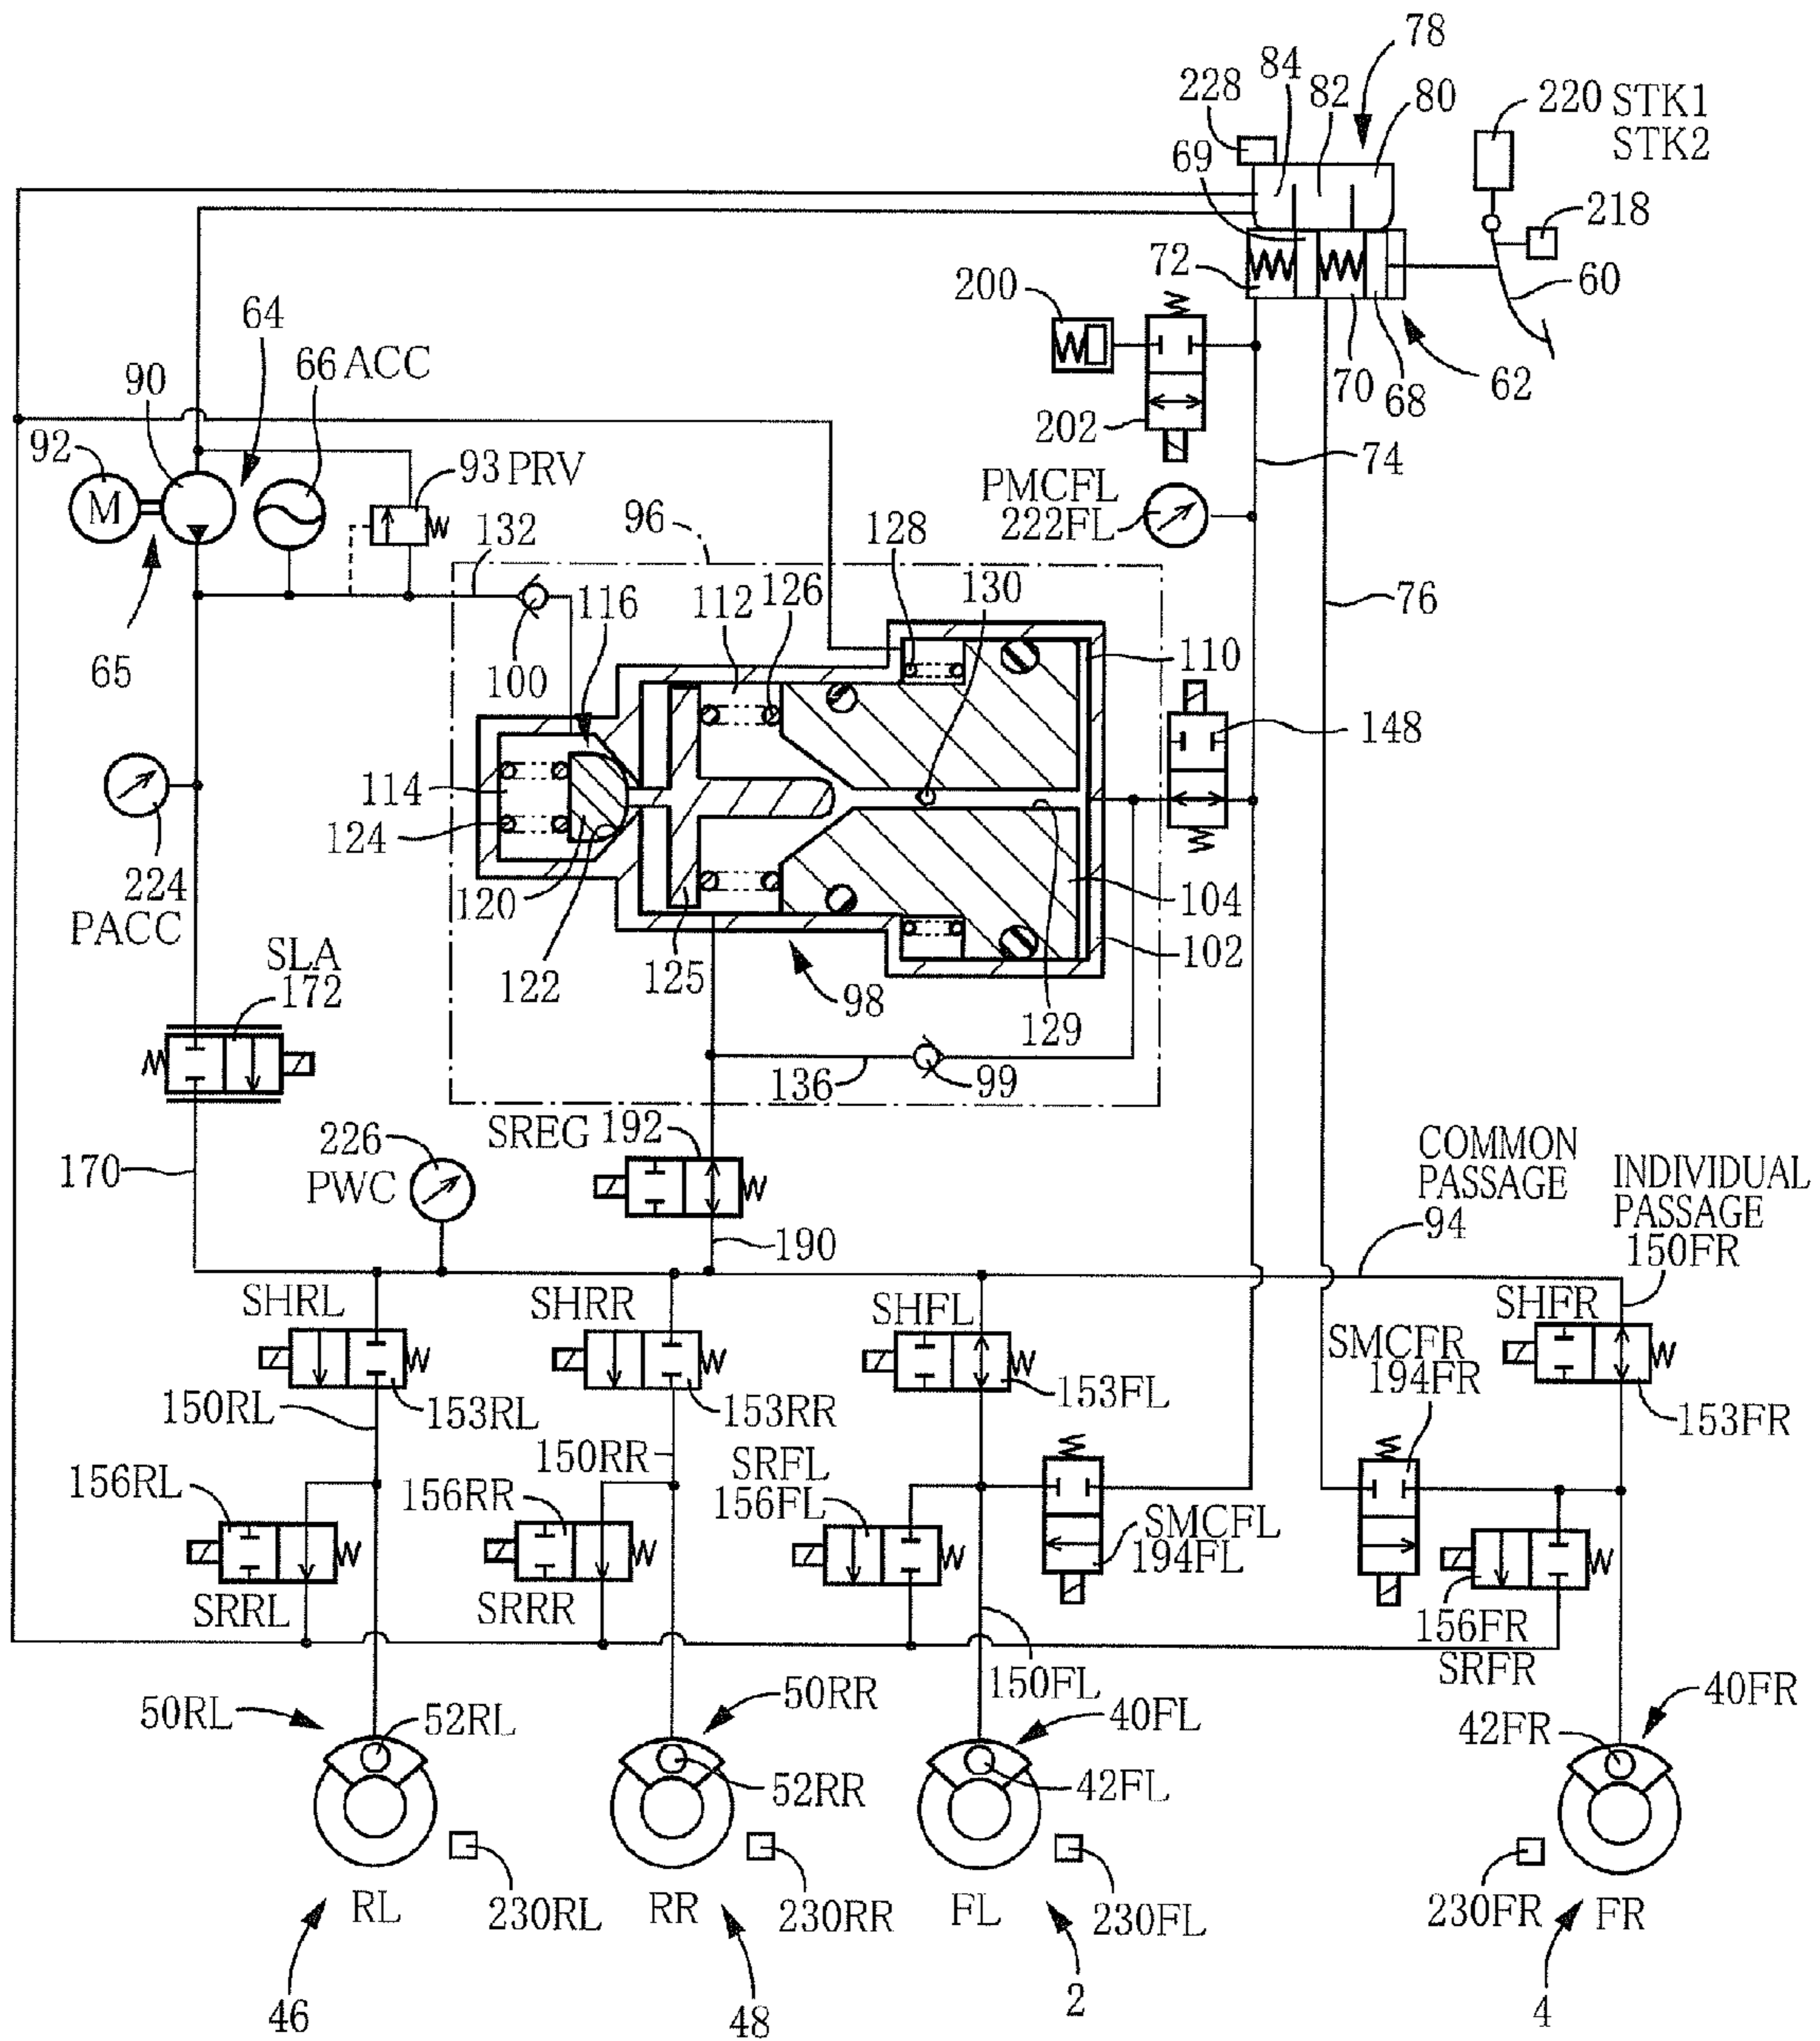 78
84
82
80
220 STK1
STK2
228
69
218
72
60
200
64
66 ACC
90
70
68
62
202
92
74
M
93 PRV
PMCFL
222FL
96
128
132
130
76
112
126
116
110
65
100
148
114
124
224
PACC
120
104
102
SLA
172
122
125
98
129
136
99
226
PWC
SREG 192
COMMON
PASSAGE
94
INDIVIDUAL
PASSAGE
150FR
170
190
SHRL
SHRR
SHFL
SHFR
SMCFR
194FR
150RL
153RL
153RR
153FL
153FR
150RR
SRFL
156FL
156RL
156RR
SMCFL
194FL
SRRL
SRRR
156FR
SRFR
150FL
50RL
52RL
50RR
40FL
40FR
42FR
52RR
42FL
RL
230RL
RR
230RR
FL
230FL
230FR
FR
46
48
2
4